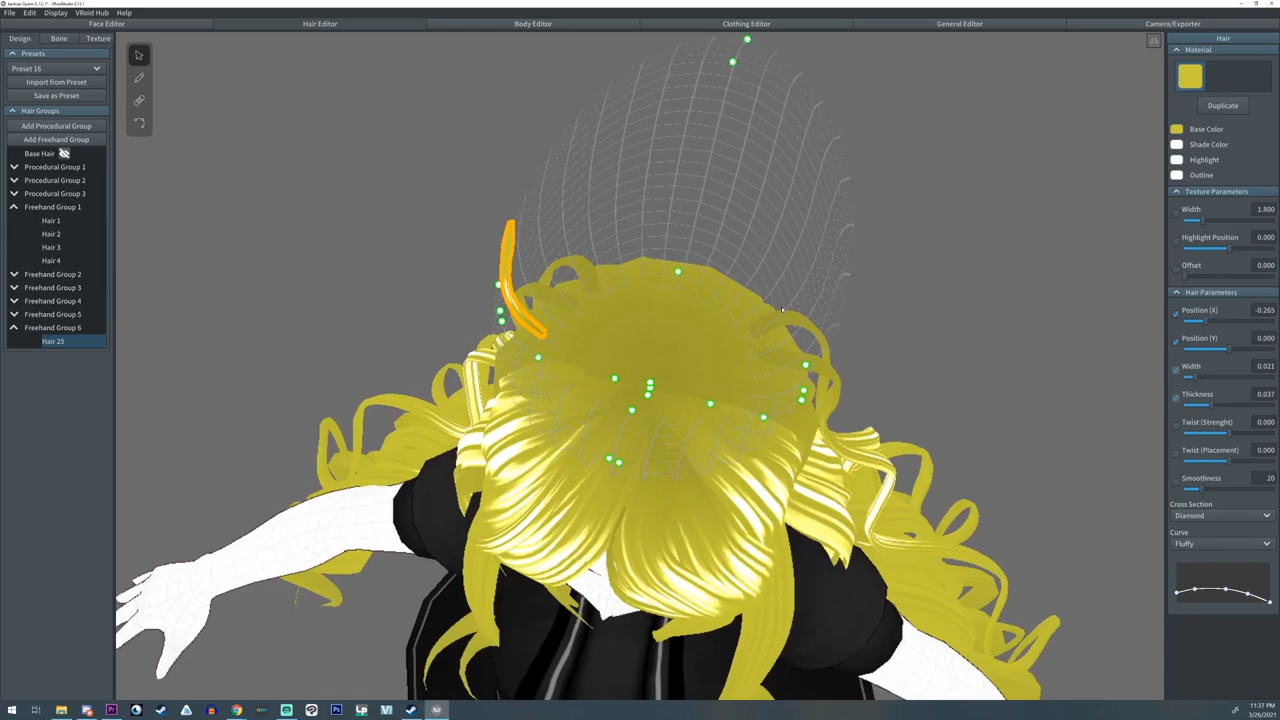 File Edit Display VRoid Hub Help
Face Editor Hair Editor Body Editor Clothing Editor General Editor Camera/Exporter
Design Bone Texture
Presets
Preset 16
Import from Preset
Save as Preset
Hair Groups
Add Procedural Group
Add Freehand Group
Base Hair
Procedural Group 1
Procedural Group 2
Procedural Group 3
Freehand Group 1
Hair 1
Hair 2
Hair 3
Hair 4
Freehand Group 2
Freehand Group 3
Freehand Group 4
Freehand Group 5
Freehand Group 6
Hair 25
Hair
Material
Duplicate
Base Color
Shade Color
Highlight
Outline
Texture Parameters
Width 1.800
Highlight Position 0.000
Offset 0.000
Hair Parameters
Position (X) -0.265
Position (Y) 0.000
Width 0.021
Thickness 0.037
Twist (Strenght) 0.000
Twist (Placement) 0.000
Smoothness 20
Cross Section
Diamond
Curve
Fluffy
11:37 PM
3/26/2021